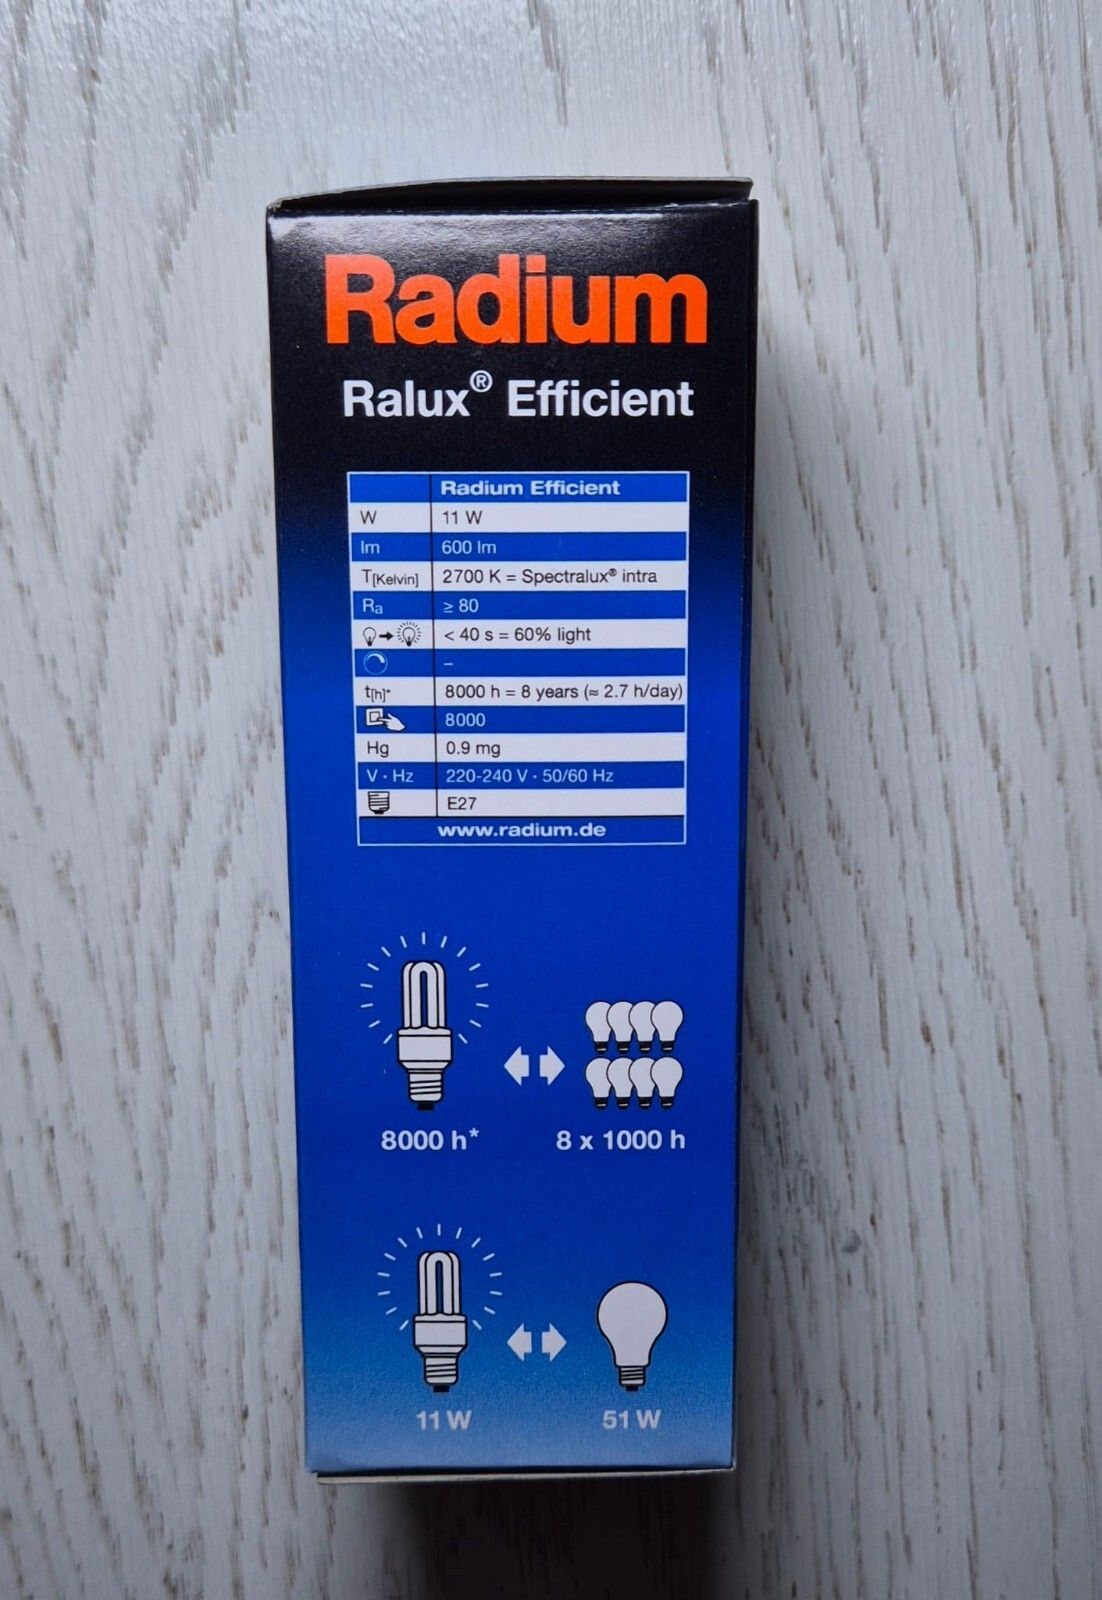 Radium
Ralux® Efficient
Radium Efficient
W 11 W
lm 600 lm
T[Kelvin] 2700 K = Spectralux® intra
Ra ≥ 80
< 40 s = 60% light
–
t[h]* 8000 h = 8 years (≈ 2.7 h/day)
8000
Hg 0.9 mg
V · Hz 220-240 V · 50/60 Hz
E27
www.radium.de
8000 h* 8 x 1000 h
11 W 51 W